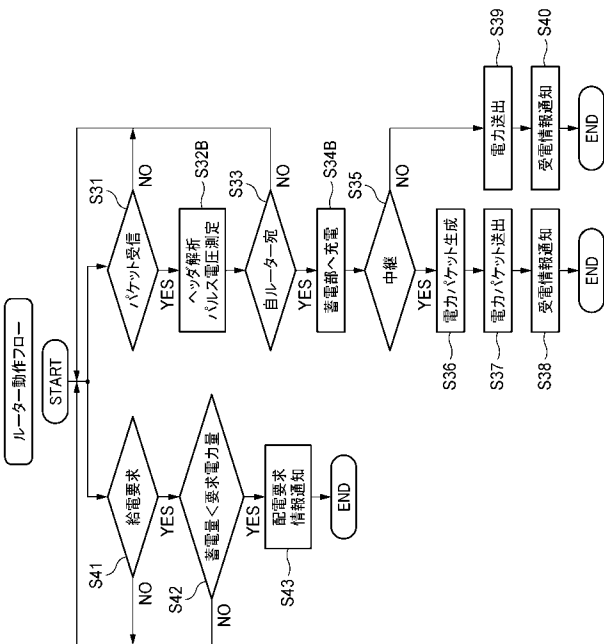 ルーター動作フロー
START
給電要求
S41
NO
YES
蓄電量<要求電力量
S42
NO
YES
配電要求
情報通知
S43
END
パケット受信
S31
NO
YES
ヘッダ解析
パルス電圧測定
S32B
自ルーター宛
S33
NO
YES
蓄電部へ充電
S34B
中継
S35
NO
YES
電力パケット生成
S36
電力パケット送出
S37
受電情報通知
S38
END
電力送出
S39
受電情報通知
S40
END